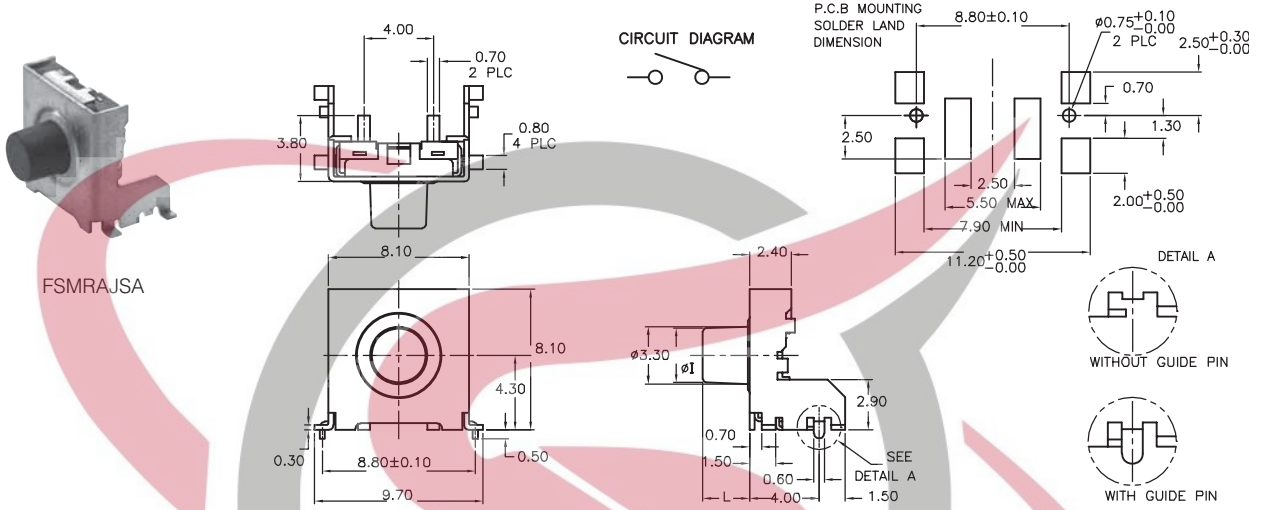 P.C.B MOUNTING
SOLDER LAND
DIMENSION
8.80±0.10
ø0.75+0.10
-0.00
2 PLC
2.50+0.30
-0.00
0.70
1.30
2.50
2.50
5.50 MAX
7.90 MIN
11.20+0.50
-0.00
2.00+0.50
-0.00
CIRCUIT DIAGRAM
4.00
0.70
2 PLC
3.80
0.80
4 PLC
FSMRAJSA
8.10
8.10
4.30
0.30
0.50
8.80±0.10
9.70
2.40
ø3.30
øI
2.90
0.70
1.50
0.60
L
4.00
1.50
SEE
DETAIL A
DETAIL A
WITHOUT GUIDE PIN
WITH GUIDE PIN